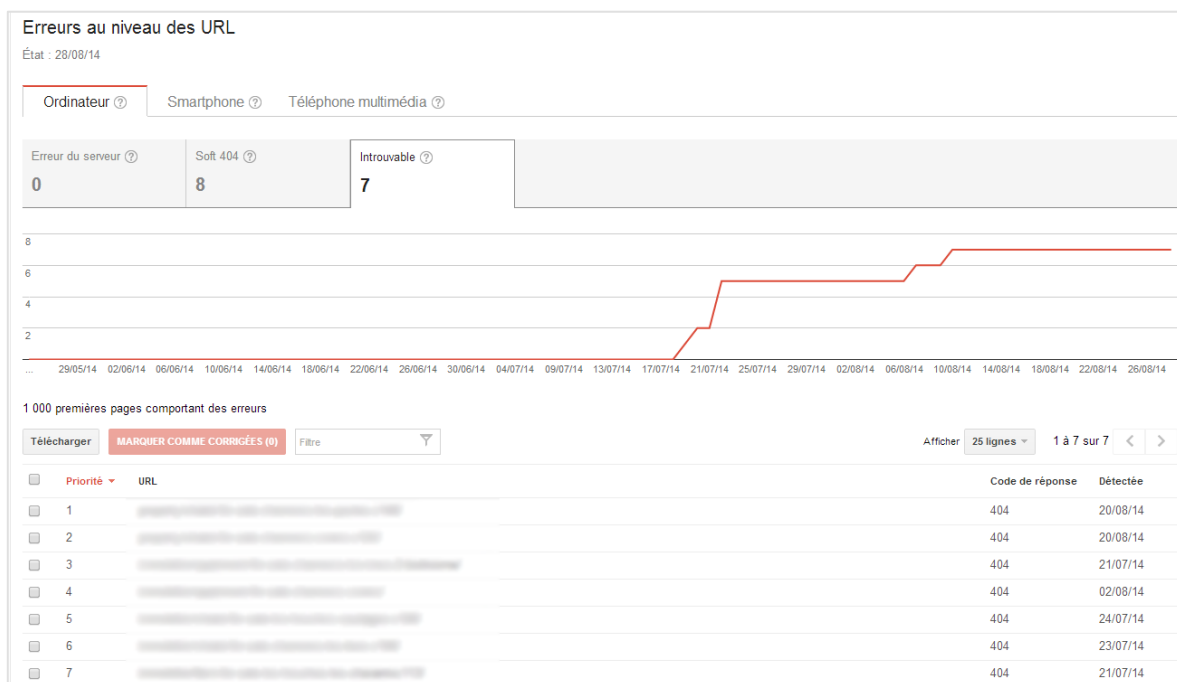 Erreurs au niveau des URL
État : 28/08/14
Ordinateur ? Smartphone ? Téléphone multimédia ?
Erreur du serveur ? Soft 404 ? Introuvable ?
0 8 7
8
6
4
2
... 29/05/14 02/06/14 06/06/14 10/06/14 14/06/14 18/06/14 22/06/14 26/06/14 30/06/14 04/07/14 09/07/14 13/07/14 17/07/14 21/07/14 25/07/14 29/07/14 02/08/14 06/08/14 10/08/14 14/08/14 18/08/14 22/08/14 26/08/14
1 000 premières pages comportant des erreurs
Télécharger MARQUER COMME CORRIGÉES (0) Filtre Afficher 25 lignes 1 à 7 sur 7
Priorité URL Code de réponse Détectée
1 404 20/08/14
2 404 20/08/14
3 404 21/07/14
4 404 02/08/14
5 404 24/07/14
6 404 23/07/14
7 404 21/07/14